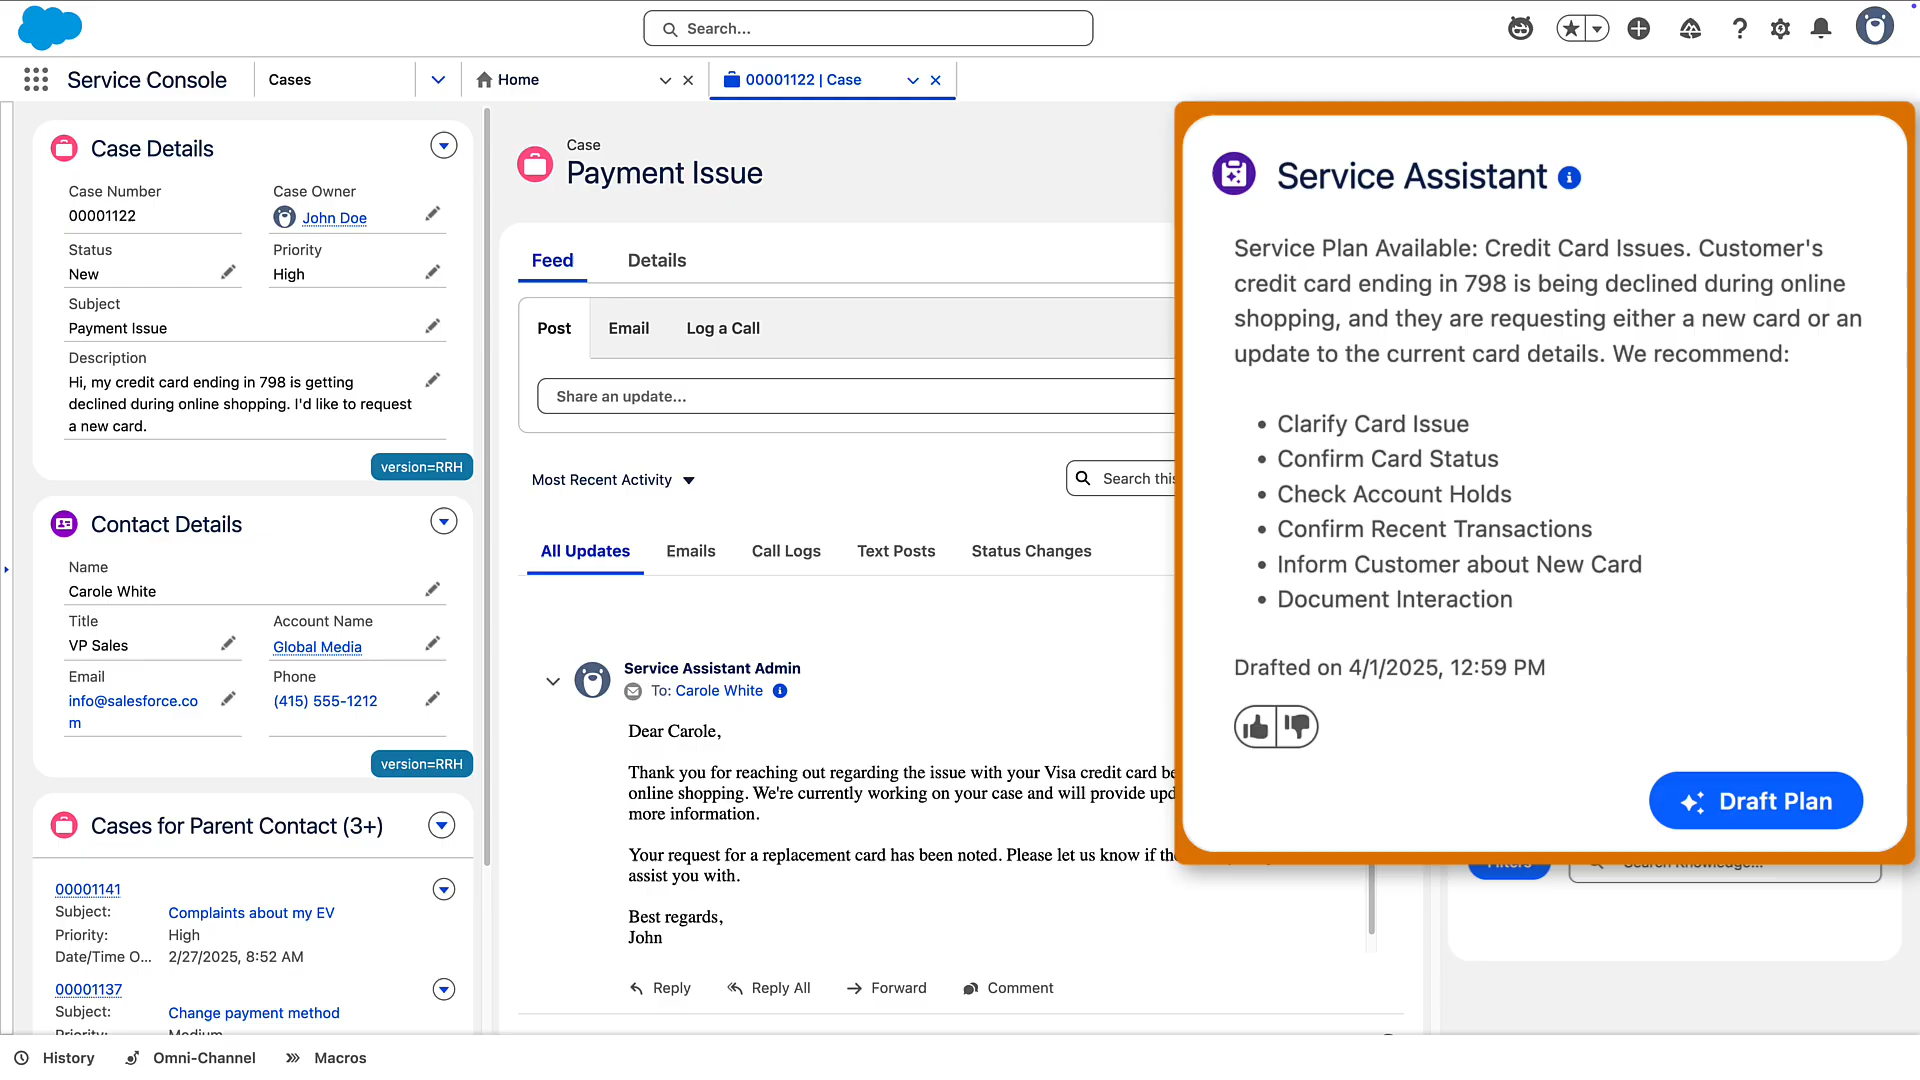 Search...
Service Console
Cases
Home
00001122 | Case
Case Details
Case Number
Case Owner
00001122
John Doe
Status
Priority
New
High
Subject
Payment Issue
Description
Hi, my credit card ending in 798 is getting
declined during online shopping. I'd like to request
a new card.
version=RRH
Contact Details
Name
Carole White
Title
Account Name
VP Sales
Global Media
Email
Phone
info@salesforce.co
m
(415) 555-1212
version=RRH
Cases for Parent Contact (3+)
00001141
Subject:
Complaints about my EV
Priority:
High
Date/Time O...
2/27/2025, 8:52 AM
00001137
Subject:
Change payment method
Priority:
Medium
Case
Payment Issue
Feed
Details
Post
Email
Log a Call
Share an update...
Most Recent Activity
Search this
All Updates
Emails
Call Logs
Text Posts
Status Changes
Service Assistant Admin
To: Carole White
Dear Carole,
Thank you for reaching out regarding the issue with your Visa credit card be
online shopping. We're currently working on your case and will provide upd
more information.
Your request for a replacement card has been noted. Please let us know if th
assist you with.
Best regards,
John
Reply
Reply All
Forward
Comment
Service Assistant
Service Plan Available: Credit Card Issues. Customer's
credit card ending in 798 is being declined during online
shopping, and they are requesting either a new card or an
update to the current card details. We recommend:
• Clarify Card Issue
• Confirm Card Status
• Check Account Holds
• Confirm Recent Transactions
• Inform Customer about New Card
• Document Interaction
Drafted on 4/1/2025, 12:59 PM
Draft Plan
Filters
Search Knowledge...
History
Omni-Channel
Macros